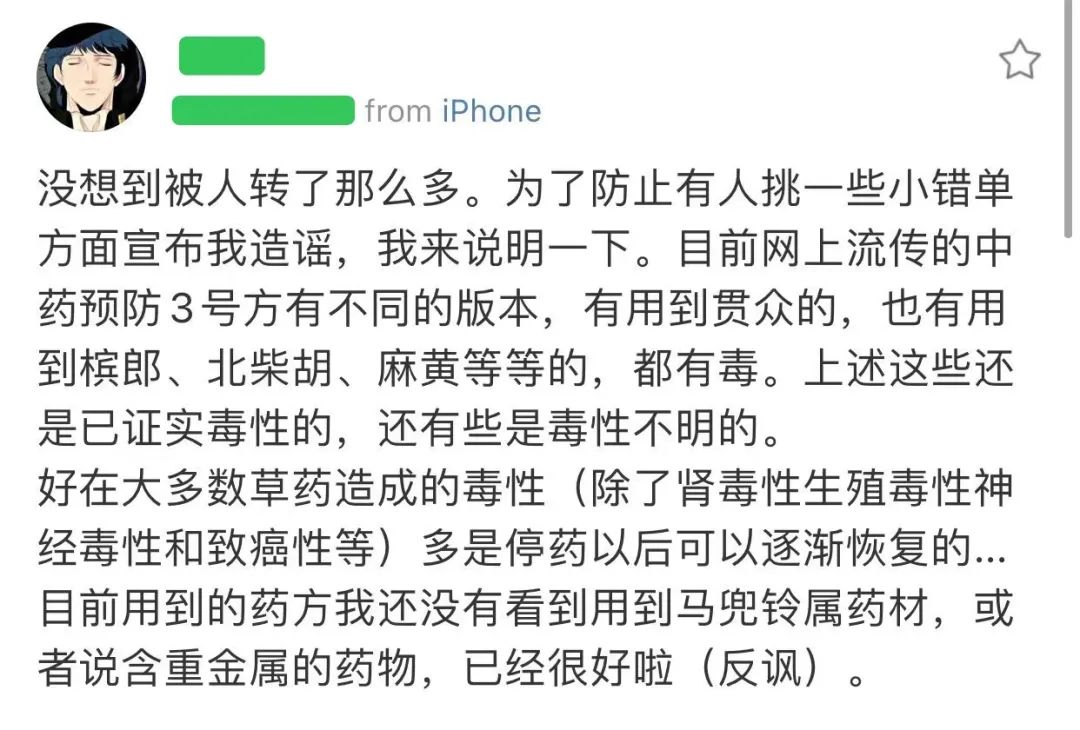 from iPhone
没想到被人转了那么多。为了防止有人挑一些小错单
方面宣布我造谣，我来说明一下。目前网上流传的中
药预防3号方有不同的版本，有用到贯众的，也有用
到槟郎、北柴胡、麻黄等等的，都有毒。上述这些还
是已证实毒性的，还有些是毒性不明的。
好在大多数草药造成的毒性（除了肾毒性生殖毒性神
经毒性和致癌性等）多是停药以后可以逐渐恢复的...
目前用到的药方我还没有看到用到马兜铃属药材，或
者说含重金属的药物，已经很好啦（反讽）。